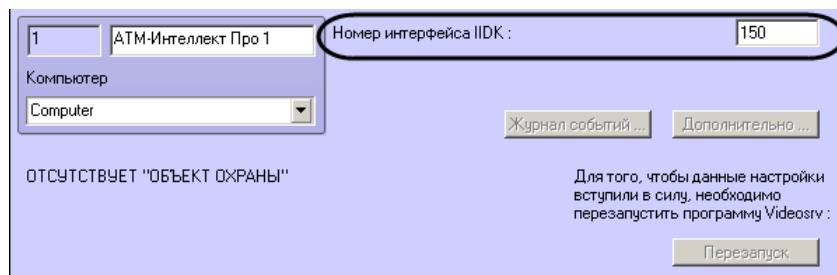 1
АТМ-Интеллект Про 1
Номер интерфейса IIDK :
150
Компьютер
Computer
Журнал событий ...
Дополнительно ...
ОТСУТСТВУЕТ "ОБЪЕКТ ОХРАНЫ"
Для того, чтобы данные настройки
вступили в силу, необходимо
перезапустить программу Videosrv :
Перезапуск